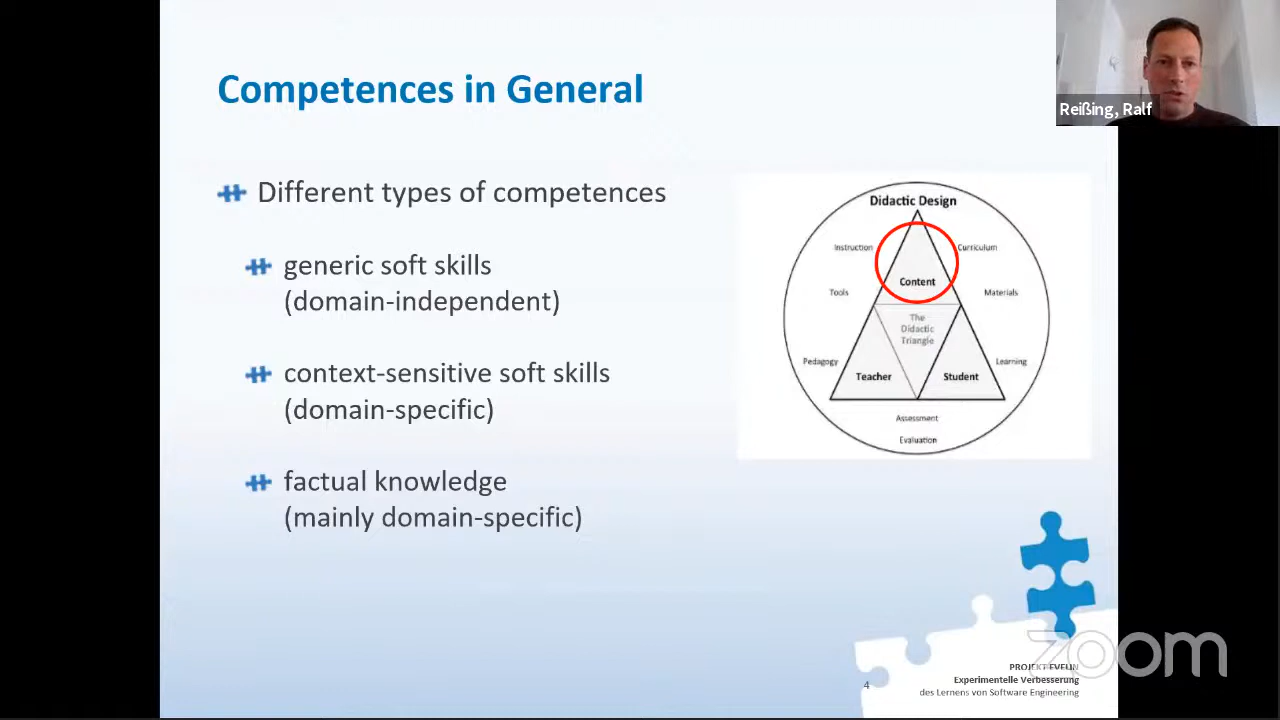 Competences in General
Reißing, Ralf
Different types of competences
generic soft skills
(domain-independent)
context-sensitive soft skills
(domain-specific)
factual knowledge
(mainly domain-specific)
Didactic Design
Instruction
Curriculum
Content
Tools
Materials
The
Didactic
Triangle
Pedagogy
Learning
Teacher
Student
Assessment
Evaluation
zoom
PROJEKT EVELIN
Experimentelle Verbesserung
des Lernens von Software Engineering
4